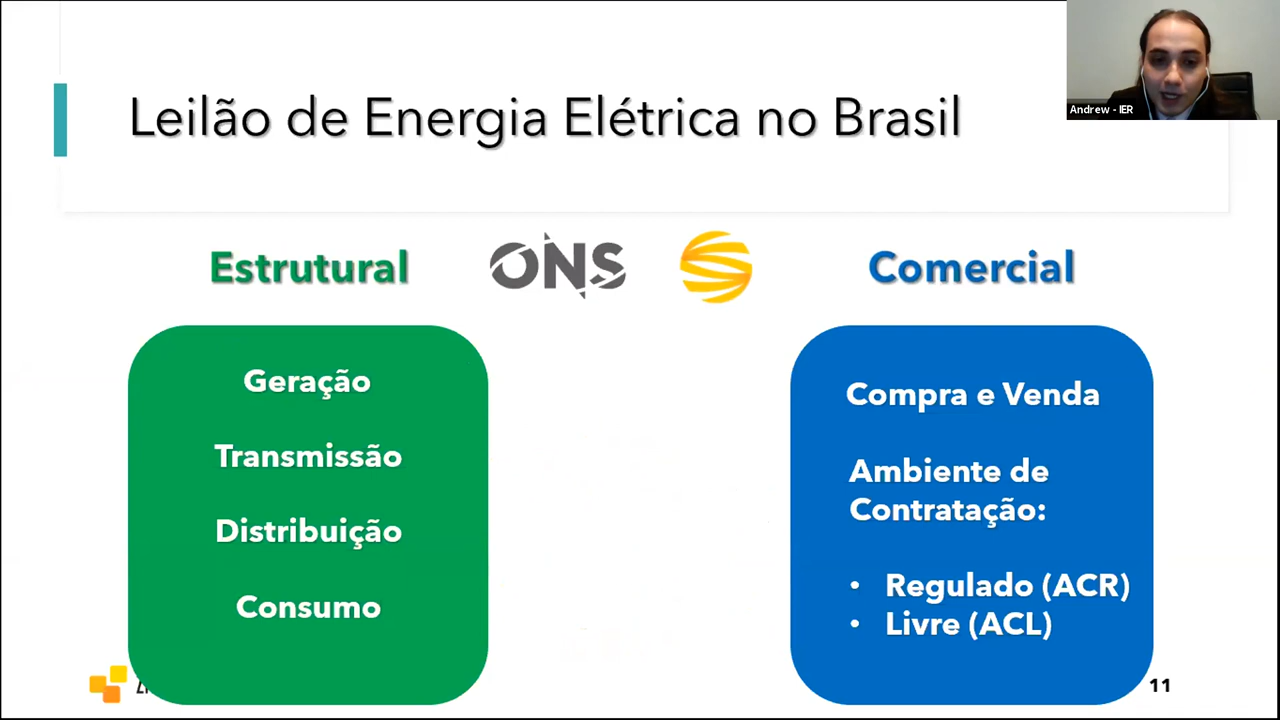 Leilão de Energia Elétrica no Brasil
Andrew - IER
Estrutural
ONS
Comercial
Geração
Transmissão
Distribuição
Consumo
Compra e Venda
Ambiente de
Contratação:
• Regulado (ACR)
• Livre (ACL)
11